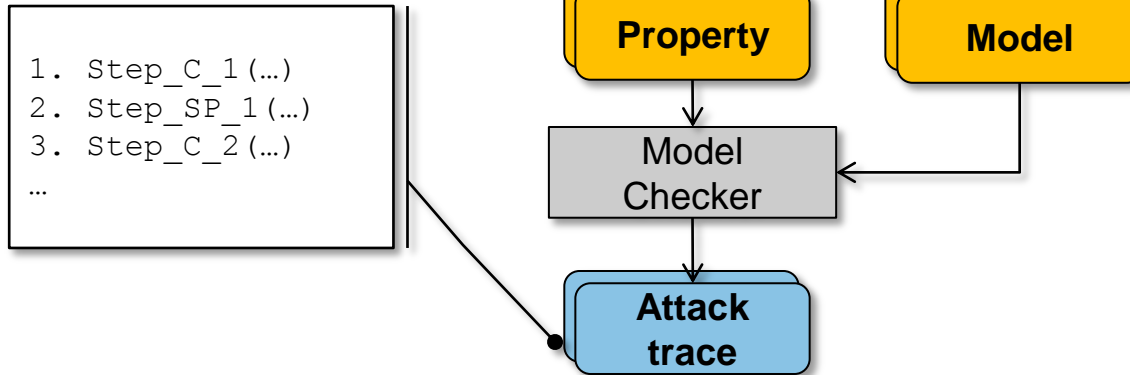 1. Step_C_1(…)
2. Step_SP_1(…)
3. Step_C_2(…)
…
Property
Model
Model
Checker
Attack
trace